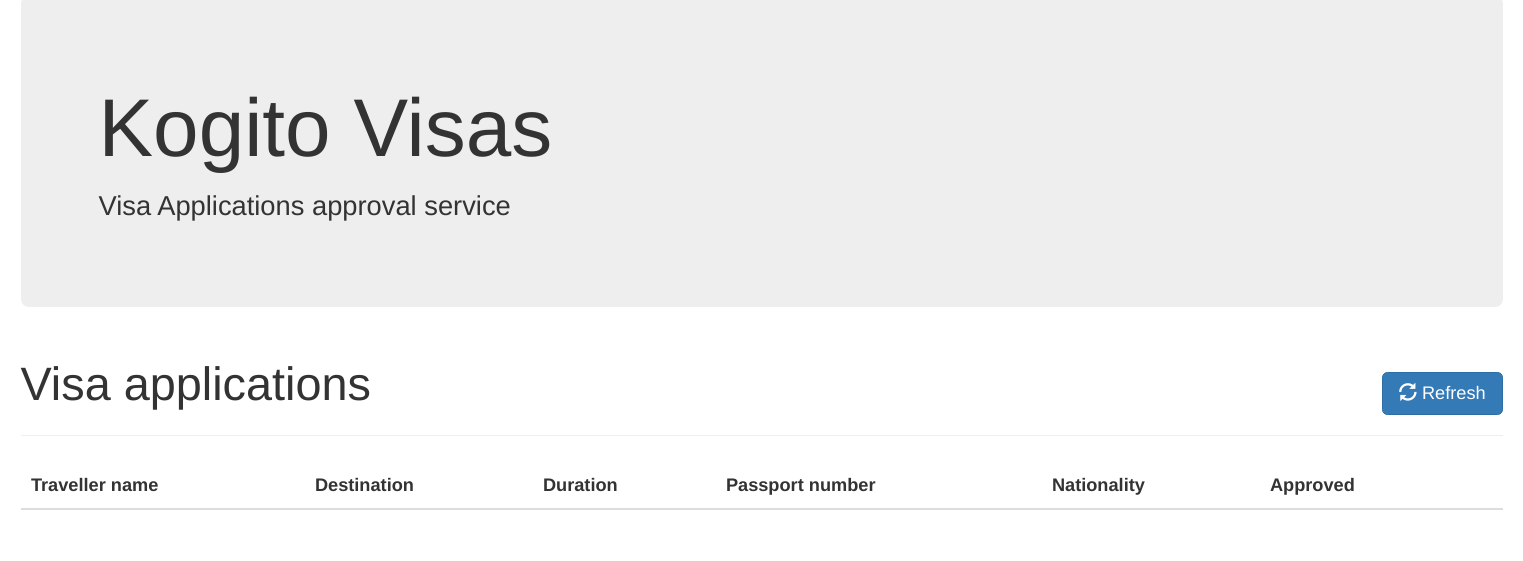 Kogito Visas
Visa Applications approval service
Visa applications
Refresh
Traveller name Destination Duration Passport number Nationality Approved